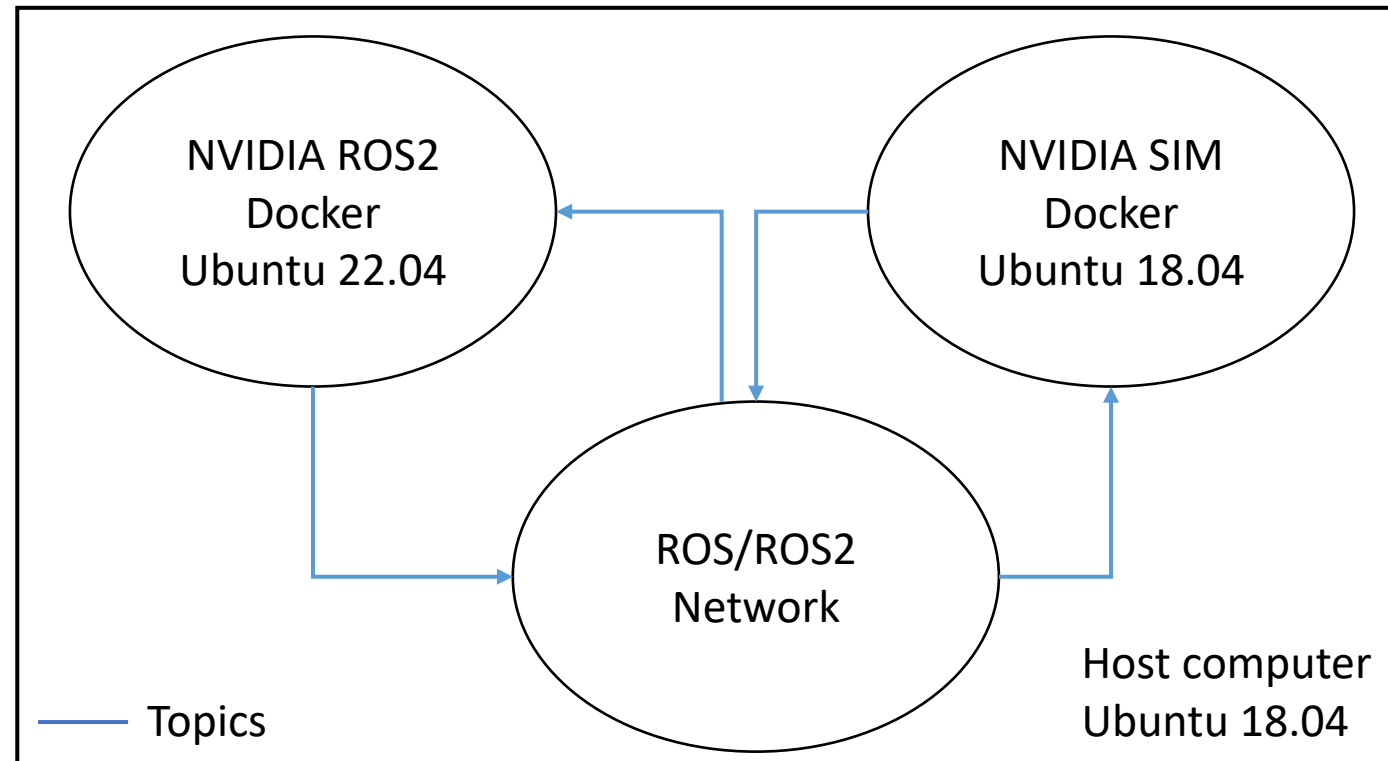 NVIDIA ROS2
Docker
Ubuntu 22.04
NVIDIA SIM
Docker
Ubuntu 18.04
ROS/ROS2
Network
Host computer
Ubuntu 18.04
Topics